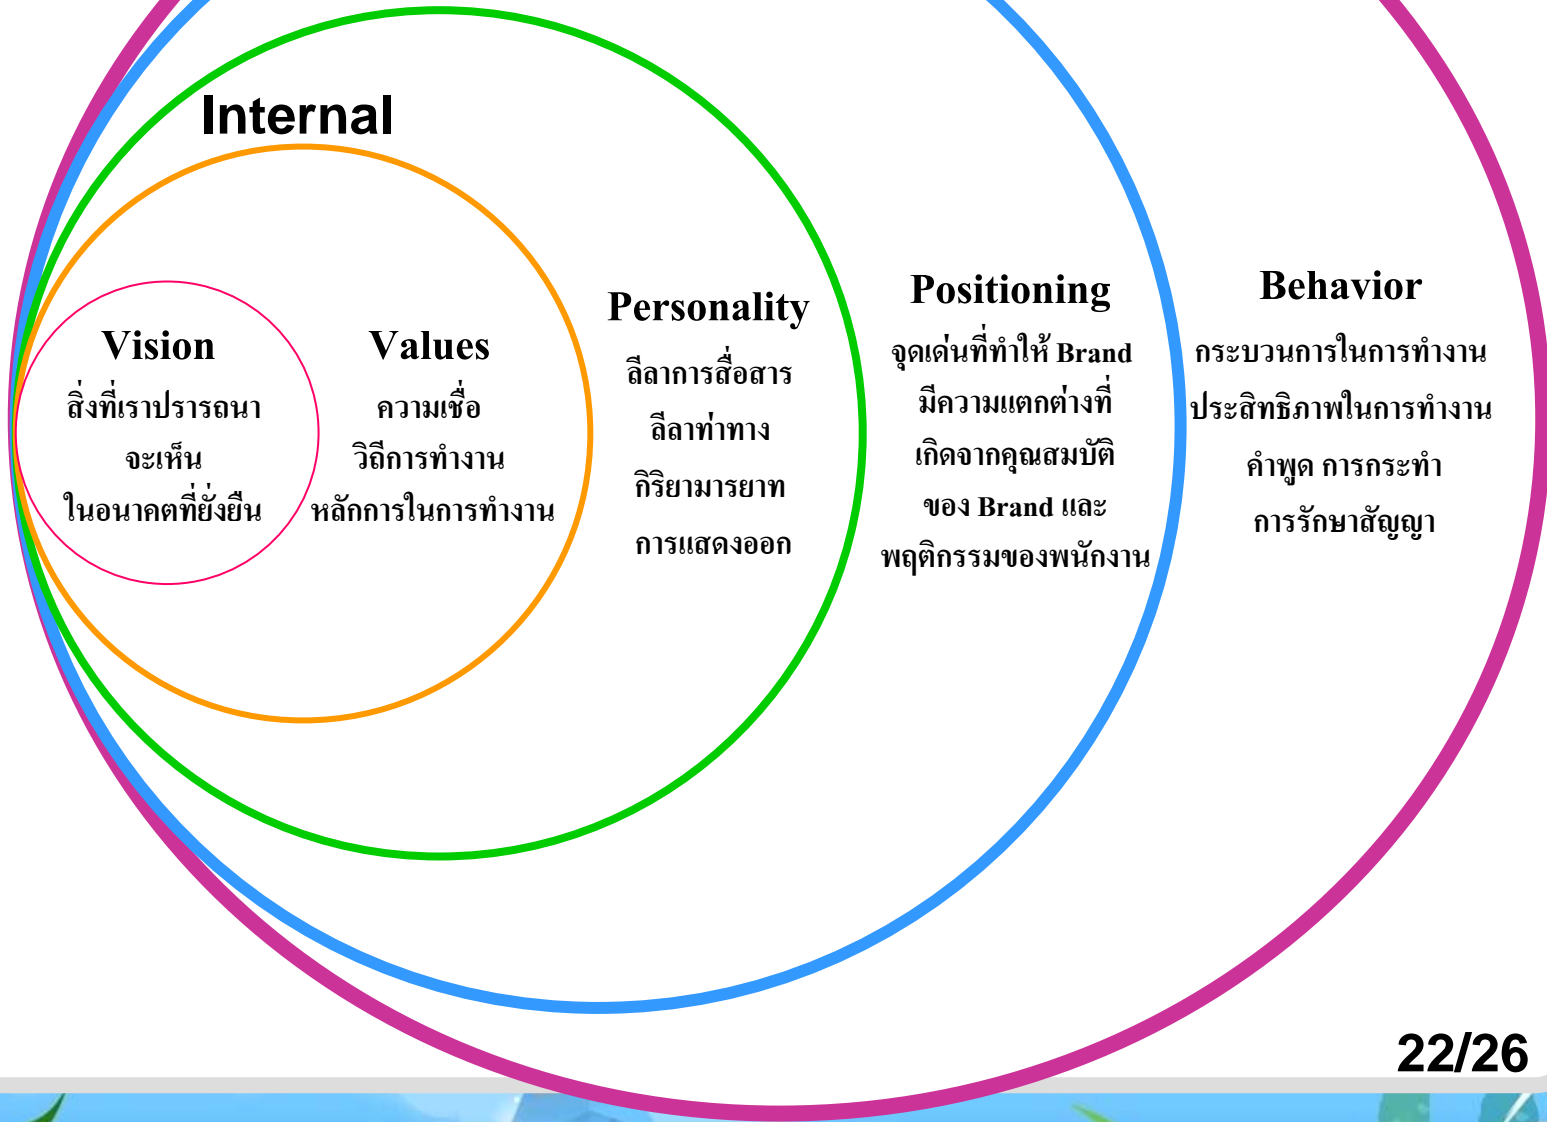 Internal
Vision
สิ่งที่เราปรารถนา
จะเห็น
ในอนาคตที่ยั่งยืน
Values
ความเชื่อ
วิถีการทำงาน
หลักการในการทำงาน
Personality
ลีลาการสื่อสาร
ลีลาท่าทาง
กิริยามารยาท
การแสดงออก
Positioning
จุดเด่นที่ทำให้ Brand
มีความแตกต่างที่
เกิดจากคุณสมบัติ
ของ Brand และ
พฤติกรรมของพนักงาน
Behavior
กระบวนการในการทำงาน
ประสิทธิภาพในการทำงาน
คำพูด การกระทำ
การรักษาสัญญา
22/26